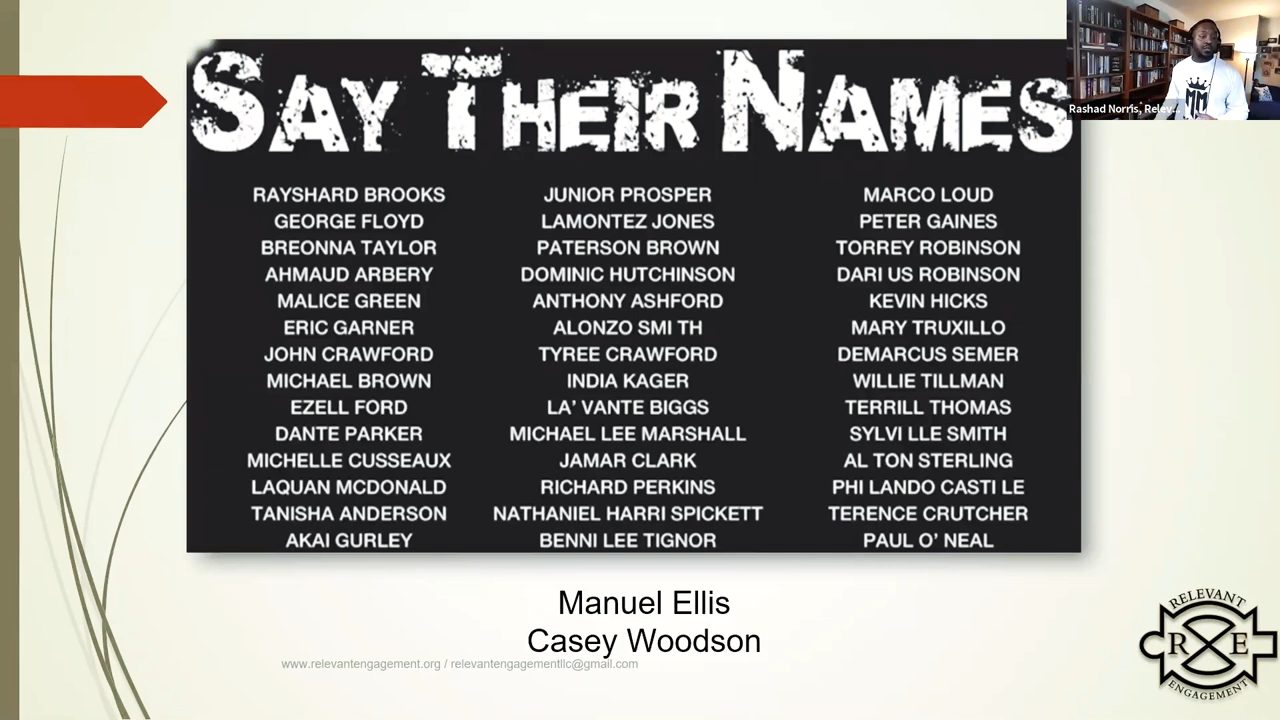 SAY THEIR NAMES
Rashad Norris, Relev...
RAYSHARD BROOKS
GEORGE FLOYD
BREONNA TAYLOR
AHMAUD ARBERY
MALICE GREEN
ERIC GARNER
JOHN CRAWFORD
MICHAEL BROWN
EZELL FORD
DANTE PARKER
MICHELLE CUSSEAUX
LAQUAN MCDONALD
TANISHA ANDERSON
AKAI GURLEY
JUNIOR PROSPER
LAMONTEZ JONES
PATERSON BROWN
DOMINIC HUTCHINSON
ANTHONY ASHFORD
ALONZO SMI TH
TYREE CRAWFORD
INDIA KAGER
LA' VANTE BIGGS
MICHAEL LEE MARSHALL
JAMAR CLARK
RICHARD PERKINS
NATHANIEL HARRI SPICKETT
BENNI LEE TIGNOR
MARCO LOUD
PETER GAINES
TORREY ROBINSON
DARI US ROBINSON
KEVIN HICKS
MARY TRUXILLO
DEMARCUS SEMER
WILLIE TILLMAN
TERRILL THOMAS
SYLVI LLE SMITH
AL TON STERLING
PHI LANDO CASTI LE
TERENCE CRUTCHER
PAUL O' NEAL
Manuel Ellis
Casey Woodson
www.relevantengagement.org / relevantengagementllc@gmail.com
RELEVANT
R E
ENGAGEMENT